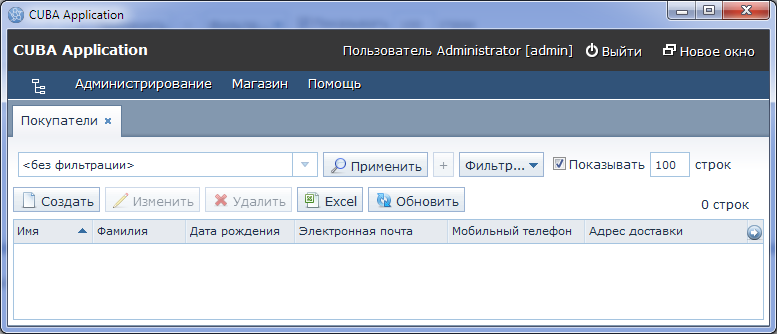 CUBA Application
CUBA Application Пользователь Administrator [admin] Выйти Новое окно
Администрирование Магазин Помощь
Покупатели ×
<без фильтрации> Применить + Фильтр... Показывать 100 строк
Создать Изменить Удалить Excel Обновить 0 строк
Имя Фамилия Дата рождения Электронная почта Мобильный телефон Адрес доставки